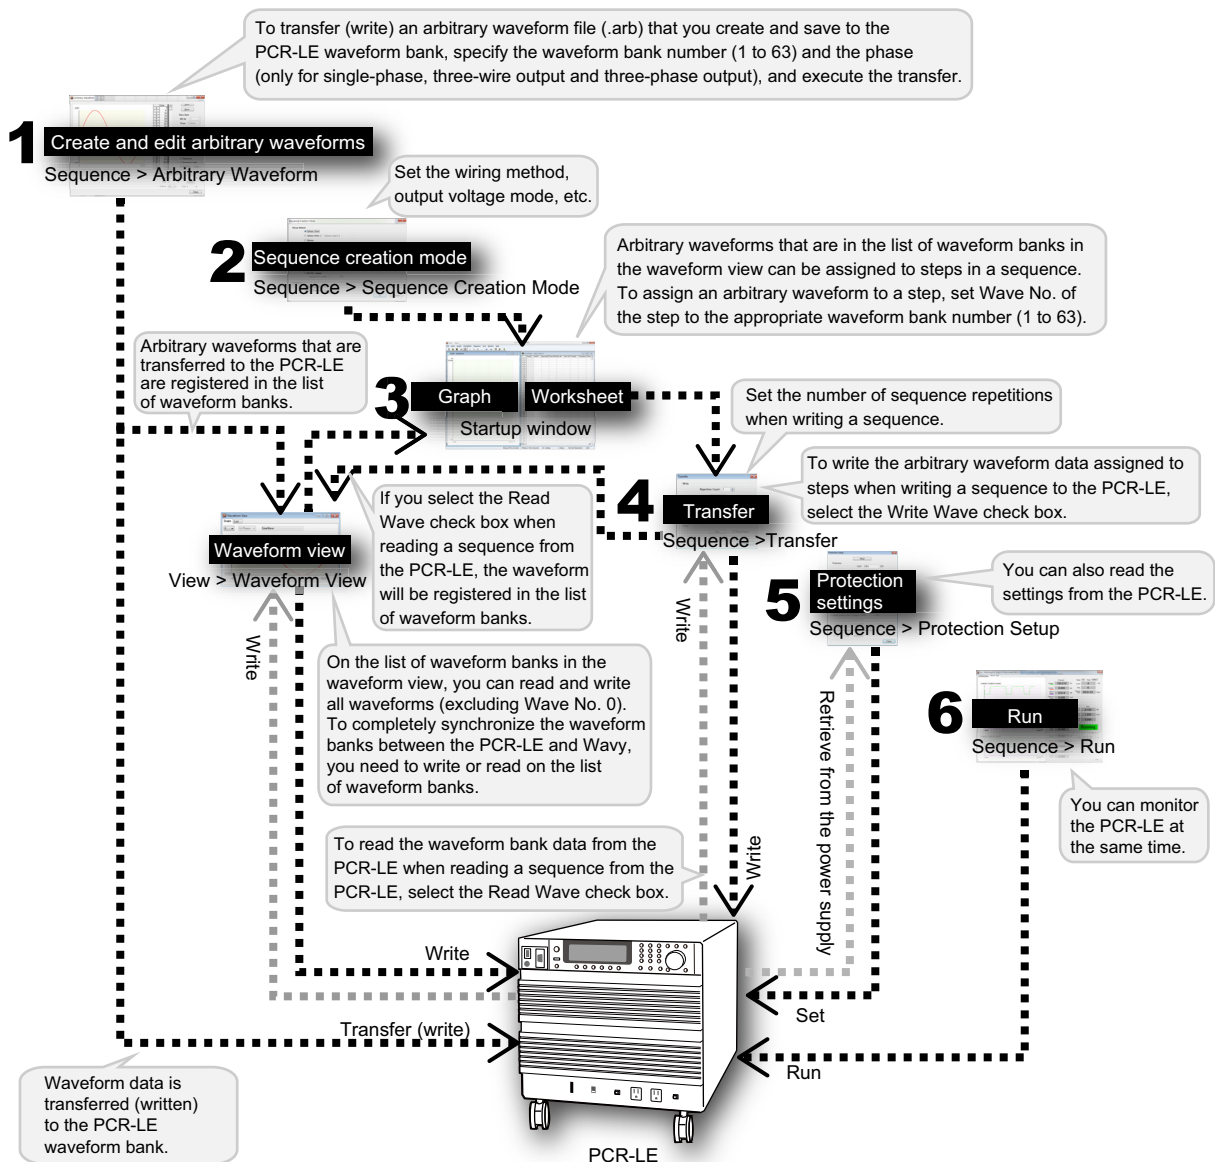 To transfer (write) an arbitrary waveform file (.arb) that you create and save to the
PCR-LE waveform bank, specify the waveform bank number (1 to 63) and the phase
(only for single-phase, three-wire output and three-phase output), and execute the transfer.
1
Create and edit arbitrary waveforms
Sequence > Arbitrary Waveform
Set the wiring method,
output voltage mode, etc.
2
Sequence creation mode
Sequence > Sequence Creation Mode
Arbitrary waveforms that are in the list of waveform banks in
the waveform view can be assigned to steps in a sequence.
To assign an arbitrary waveform to a step, set Wave No. of
the step to the appropriate waveform bank number (1 to 63).
Arbitrary waveforms that are
transferred to the PCR-LE
are registered in the list
of waveform banks.
3
Graph
Worksheet
Startup window
Set the number of sequence repetitions
when writing a sequence.
To write the arbitrary waveform data assigned to
steps when writing a sequence to the PCR-LE,
select the Write Wave check box.
4
Transfer
Sequence >Transfer
If you select the Read
Wave check box when
reading a sequence from
the PCR-LE, the waveform
will be registered in the list
of waveform banks.
Waveform view
View > Waveform View
You can also read the
settings from the PCR-LE.
5
Protection
settings
Sequence > Protection Setup
Write
Write
On the list of waveform banks in the
waveform view, you can read and write
all waveforms (excluding Wave No. 0).
To completely synchronize the waveform
banks between the PCR-LE and Wavy,
you need to write or read on the list
of waveform banks.
Retrieve from the power supply
6
Run
Sequence > Run
You can monitor
the PCR-LE at
the same time.
To read the waveform bank data from the
PCR-LE when reading a sequence from the
PCR-LE, select the Read Wave check box.
Write
Write
Set
Transfer (write)
Run
Waveform data is
transferred (written)
to the PCR-LE
waveform bank.
PCR-LE